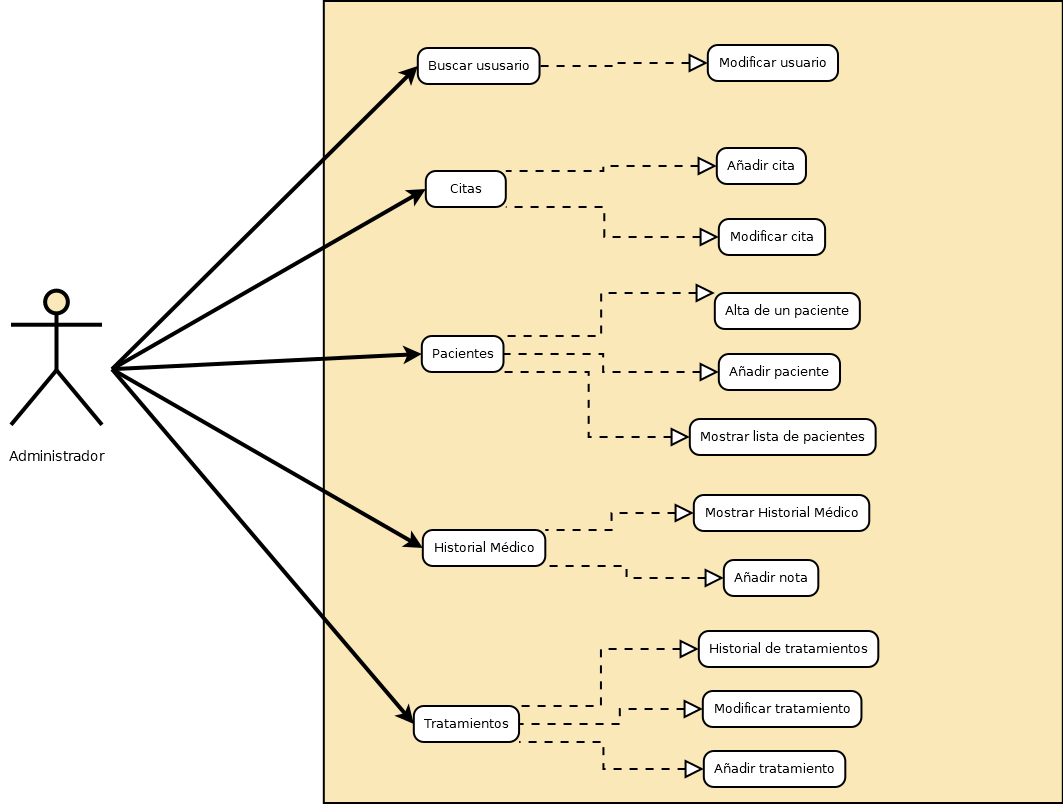 Buscar ususario
Modificar usuario
Citas
Añadir cita
Modificar cita
Administrador
Pacientes
Alta de un paciente
Añadir paciente
Mostrar lista de pacientes
Historial Médico
Mostrar Historial Médico
Añadir nota
Tratamientos
Historial de tratamientos
Modificar tratamiento
Añadir tratamiento